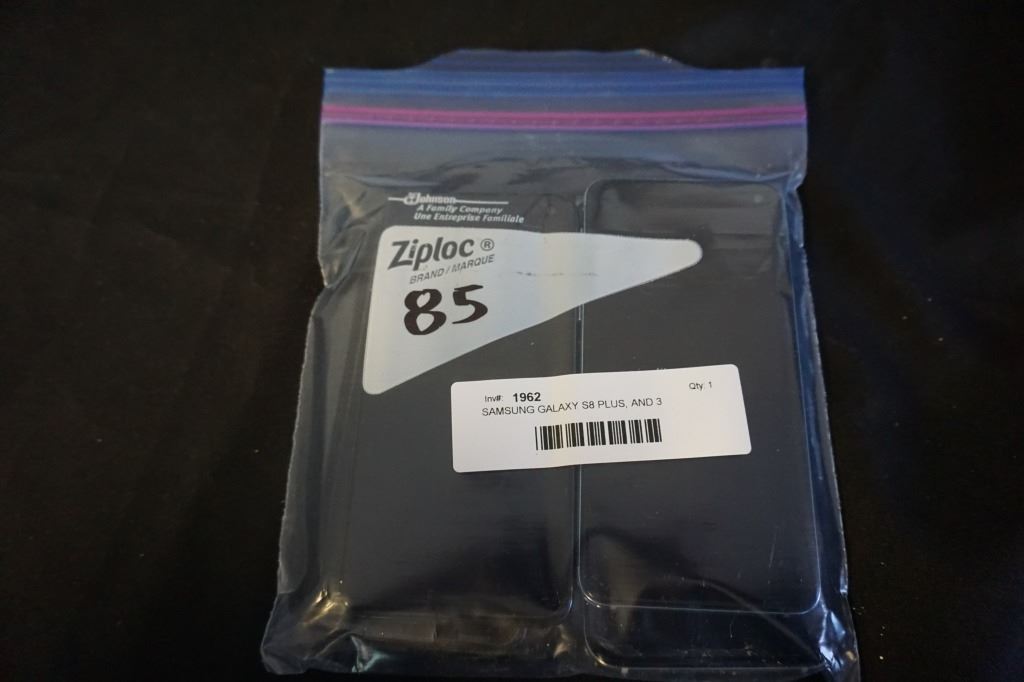 Johnson
A Family Company
Une Entreprise Familiale
Ziploc ®
BRAND / MARQUE
85
Inv#: 1962 Qty: 1
SAMSUNG GALAXY S8 PLUS, AND 3